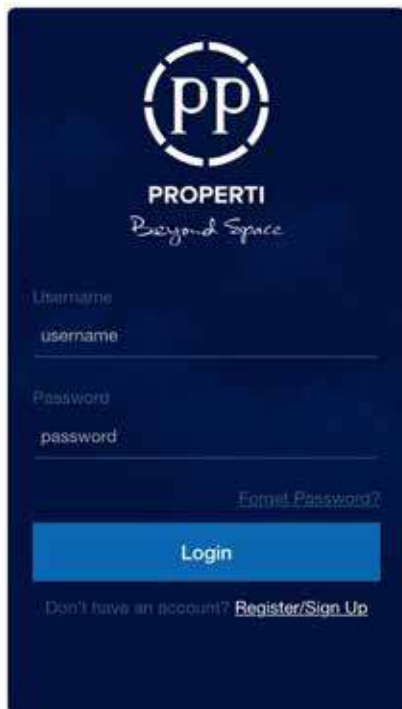 PP
PROPERTI
Beyond Space
Username
username
Password
password
Forget Password?
Login
Don't have an account? Register/Sign Up